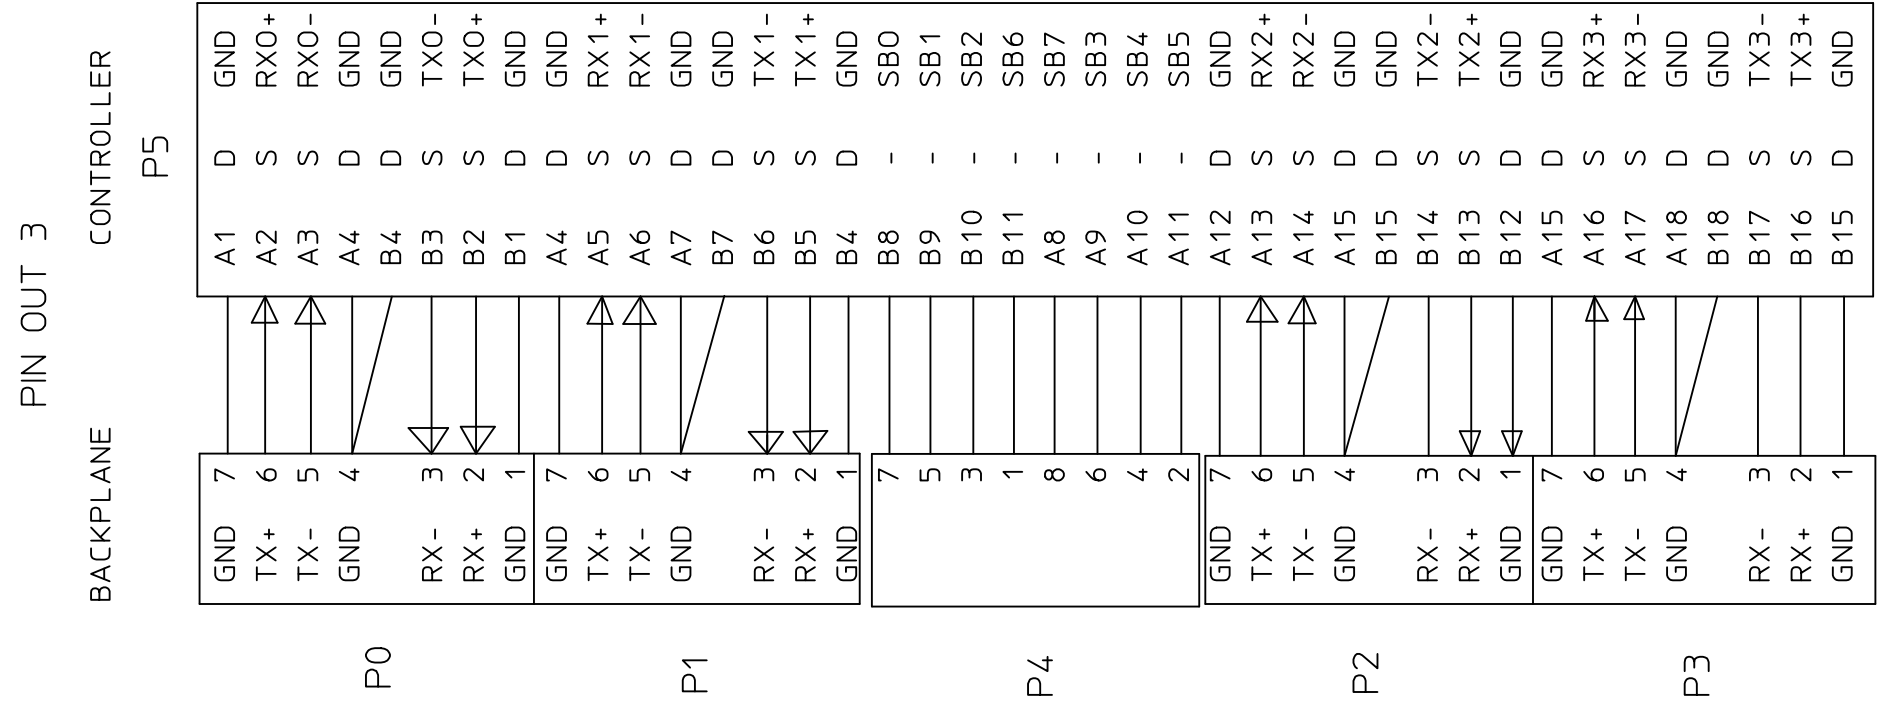 PIN OUT 3
BACKPLANE CONTROLLER
P5
GND 7 A1 D GND
TX+ 6 A2 S RX0+
TX- 5 A3 S RX0-
GND 4 A4 D GND
P0
B4 D GND
RX- 3 B3 S TX0-
RX+ 2 B2 S TX0+
GND 1 B1 D GND
GND 7 A4 D GND
TX+ 6 A5 S RX1+
TX- 5 A6 S RX1-
GND 4 A7 D GND
P1
B7 D GND
RX- 3 B6 S TX1-
RX+ 2 B5 S TX1+
GND 1 B4 D GND
7 B8 - SB0
5 B9 - SB1
3 B10 - SB2
1 B11 - SB6
P4
8 A8 - SB7
6 A9 - SB3
4 A10 - SB4
2 A11 - SB5
GND 7 A12 D GND
TX+ 6 A13 S RX2+
TX- 5 A14 S RX2-
GND 4 A15 D GND
P2
B15 D GND
RX- 3 B14 S TX2-
RX+ 2 B13 S TX2+
GND 1 B12 D GND
GND 7 A15 D GND
TX+ 6 A16 S RX3+
TX- 5 A17 S RX3-
GND 4 A18 D GND
P3
B18 D GND
RX- 3 B17 S TX3-
RX+ 2 B16 S TX3+
GND 1 B15 D GND